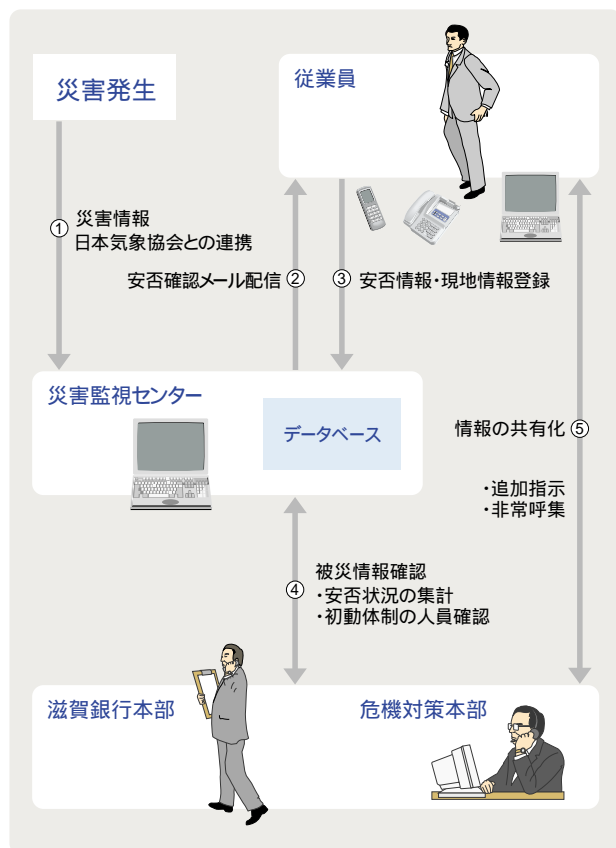 災害発生
従業員
①災害情報
日本気象協会との連携
安否確認メール配信②
③安否情報・現地情報登録
災害監視センター
データベース
情報の共有化⑤
・追加指示
・非常呼集
④被災情報確認
・安否状況の集計
・初動体制の人員確認
滋賀銀行本部
危機対策本部